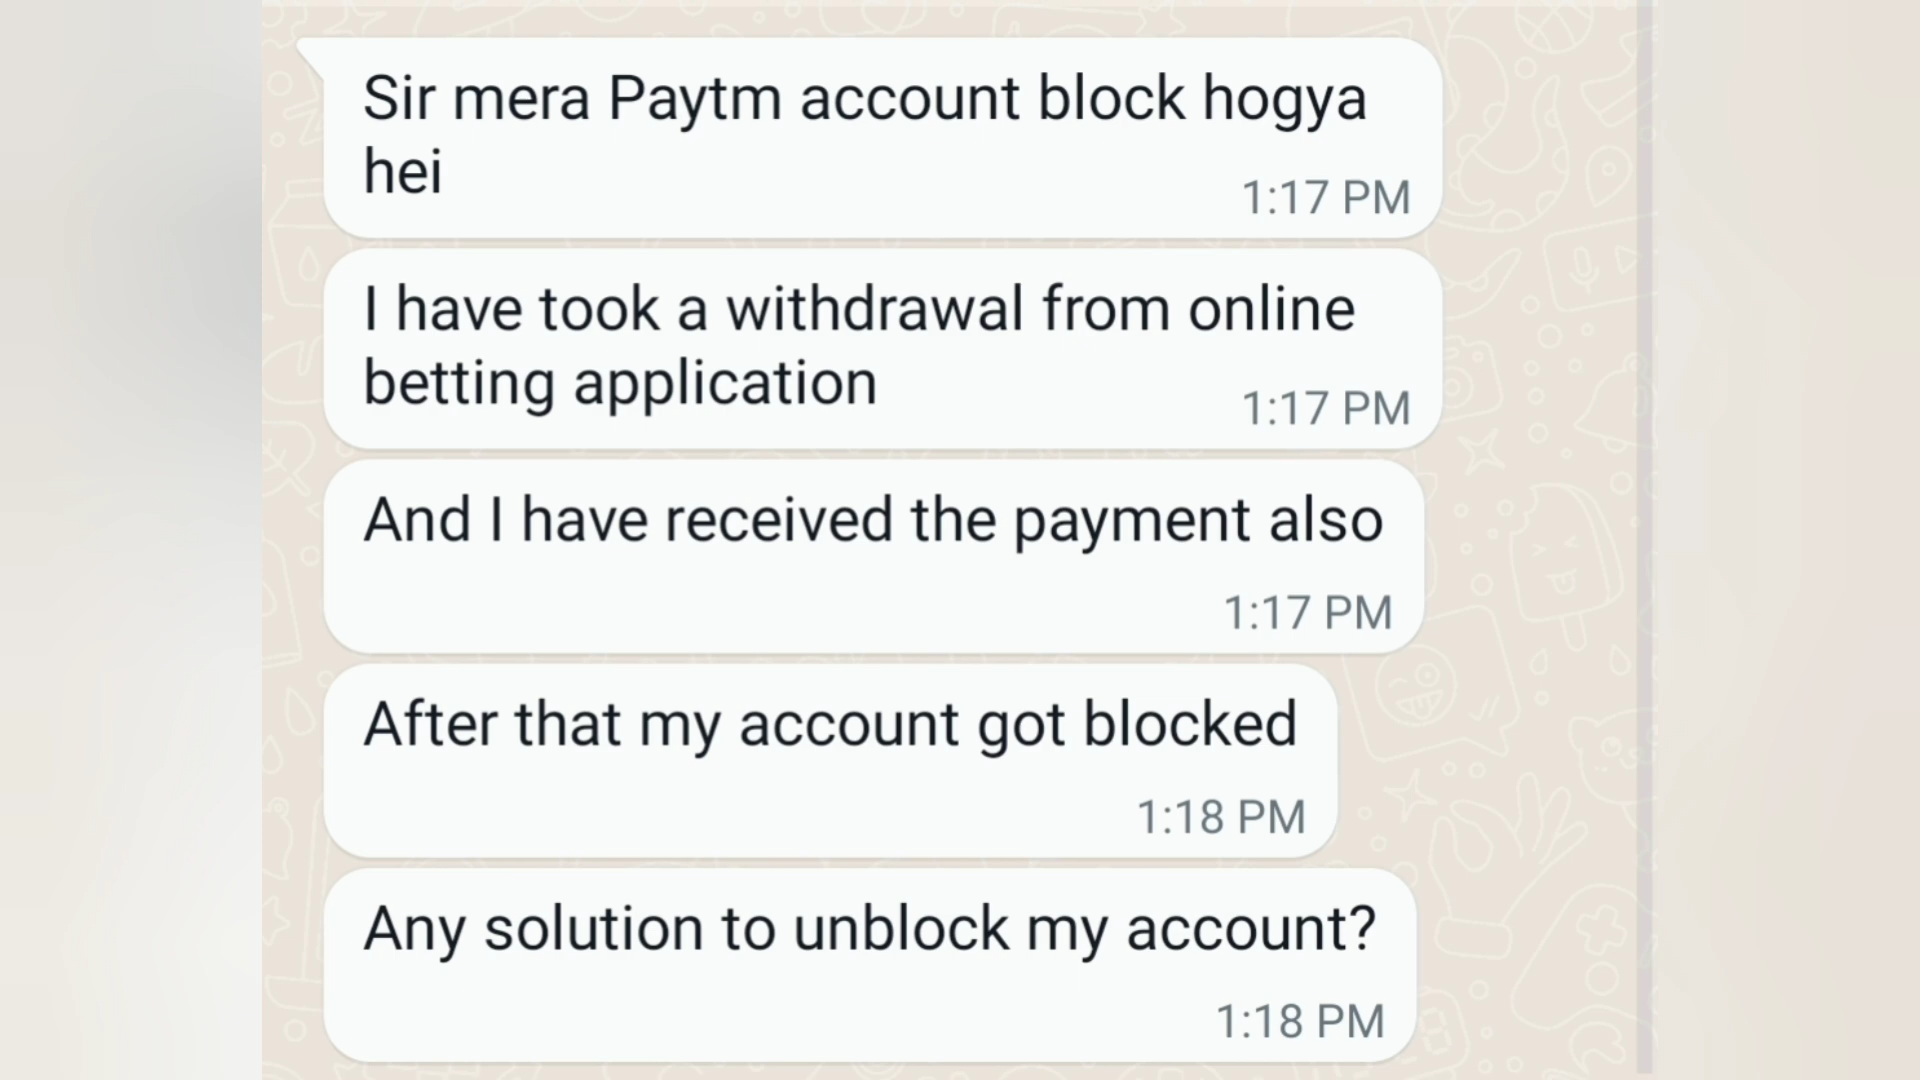 Sir mera Paytm account block hogya
hei
1:17 PM
I have took a withdrawal from online
betting application
1:17 PM
And I have received the payment also
1:17 PM
After that my account got blocked
1:18 PM
Any solution to unblock my account?
1:18 PM